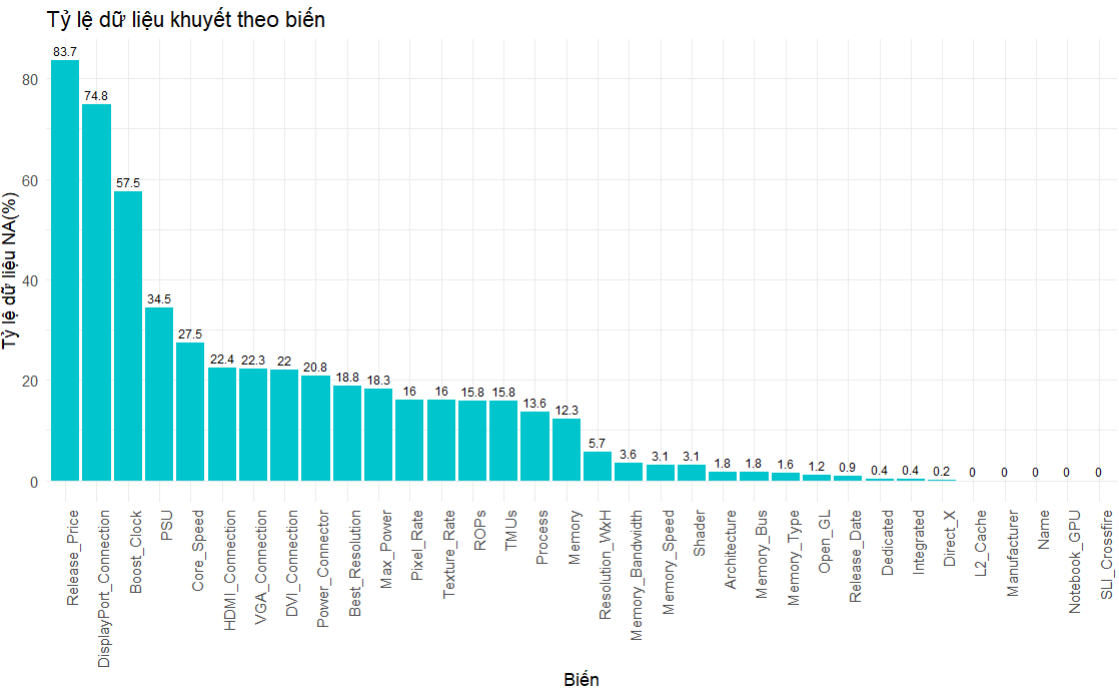 Tỷ lệ dữ liệu khuyết theo biến
Tỷ lệ dữ liệu NA(%)
80
60
40
20
0
83.7
74.8
57.5
34.5
27.5
22.4
22.3
22
20.8
18.8
18.3
16
16
15.8
15.8
13.6
12.3
5.7
3.6
3.1
3.1
1.8
1.8
1.6
1.2
0.9
0.4
0.4
0.2
0
0
0
0
0
Release_Price
DisplayPort_Connection
Boost_Clock
PSU
Core_Speed
HDMI_Connection
VGA_Connection
DVI_Connection
Power_Connector
Best_Resolution
Max_Power
Pixel_Rate
Texture_Rate
ROPs
TMUs
Process
Memory
Resolution_WxH
Memory_Bandwidth
Memory_Speed
Shader
Architecture
Memory_Bus
Memory_Type
Open_GL
Release_Date
Dedicated
Integrated
Direct_X
L2_Cache
Manufacturer
Name
Notebook_GPU
SLI_Crossfire
Biến